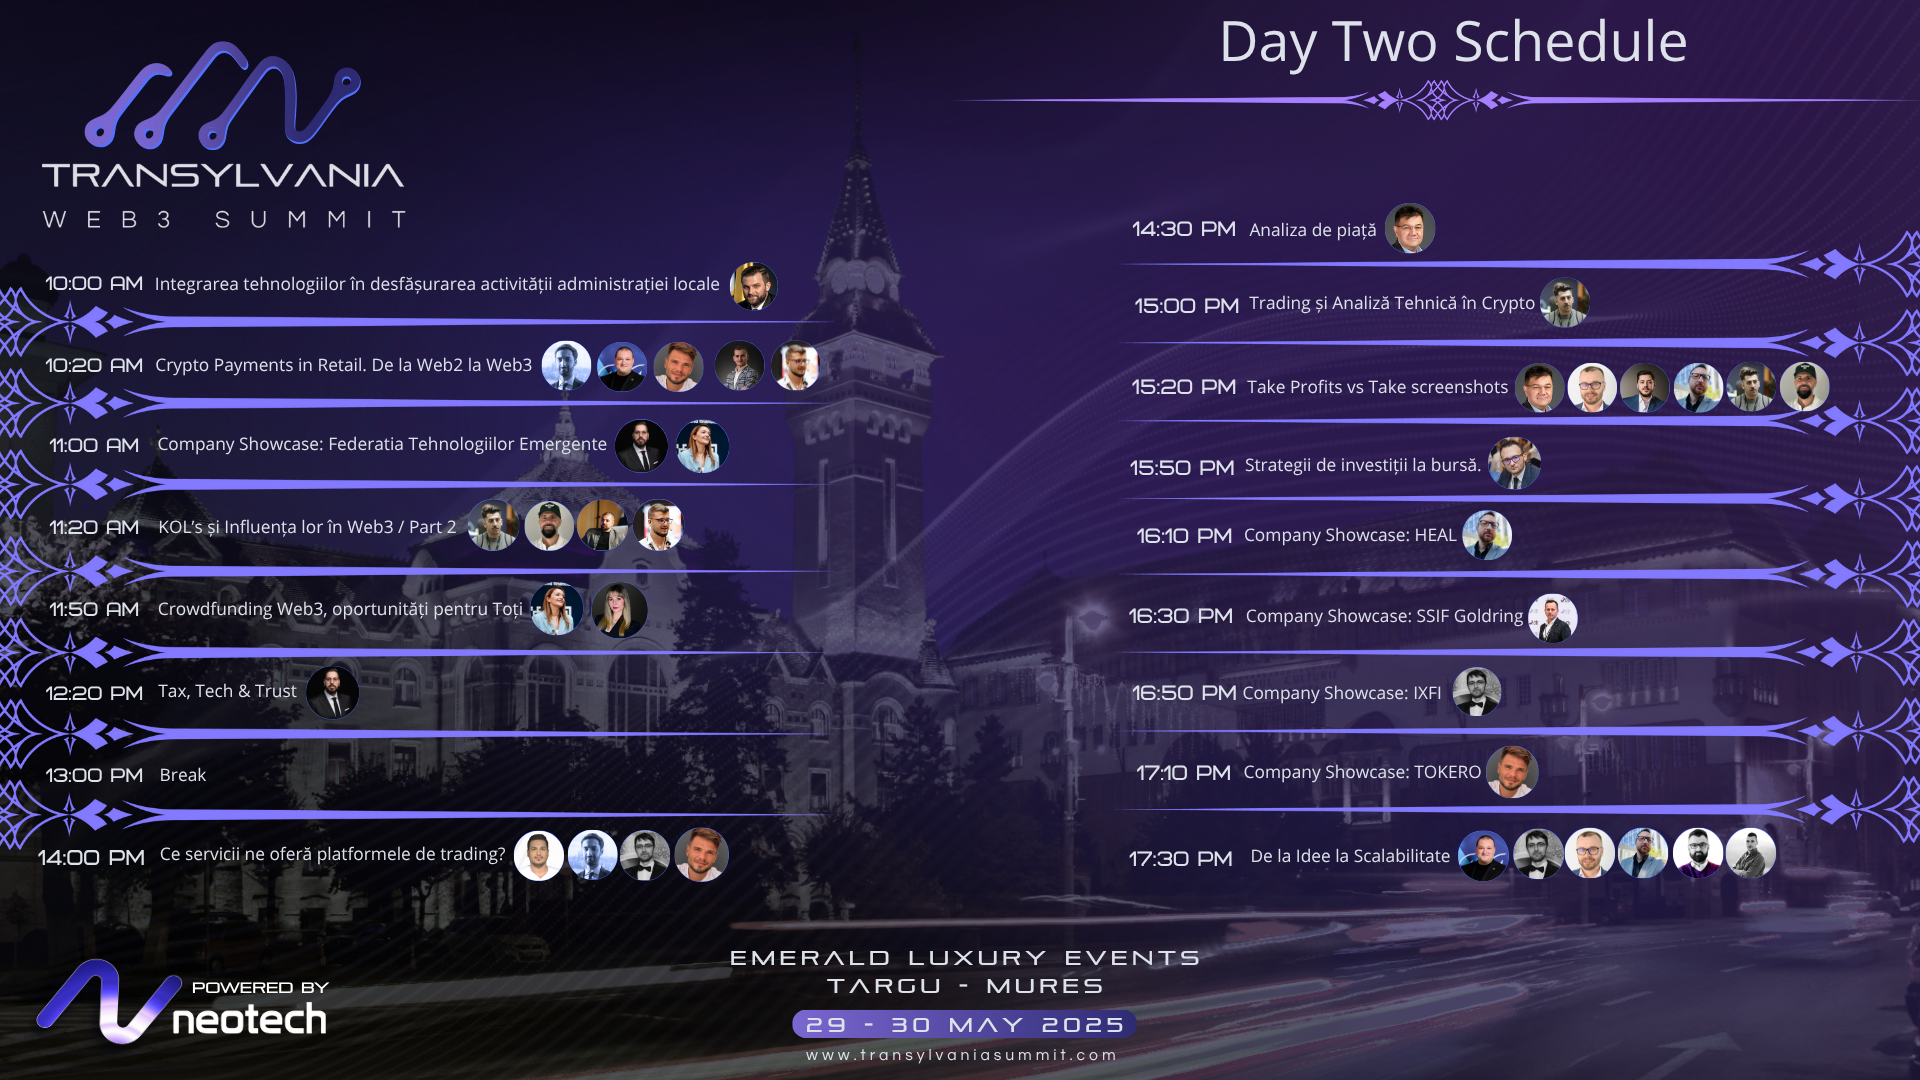 TRANSYLVANIA
WEB3 SUMMIT
Day Two Schedule
10:00 AM Integrarea tehnologiilor în desfășurarea activității administrației locale
10:20 AM Crypto Payments in Retail. De la Web2 la Web3
11:00 AM Company Showcase: Federatia Tehnologiilor Emergente
11:20 AM KOL's și Influența lor în Web3 / Part 2
11:50 AM Crowdfunding Web3, oportunități pentru Toți
12:20 PM Tax, Tech & Trust
13:00 PM Break
14:00 PM Ce servicii ne oferă platformele de trading?
14:30 PM Analiza de piață
15:00 PM Trading și Analiză Tehnică în Crypto
15:20 PM Take Profits vs Take screenshots
15:50 PM Strategii de investiții la bursă.
16:10 PM Company Showcase: HEAL
16:30 PM Company Showcase: SSIF Goldring
16:50 PM Company Showcase: IXFI
17:10 PM Company Showcase: TOKERO
17:30 PM De la Idee la Scalabilitate
POWERED BY
neotech
EMERALD LUXURY EVENTS
TARGU - MURES
29 - 30 MAY 2025
www.transylvaniasummit.com